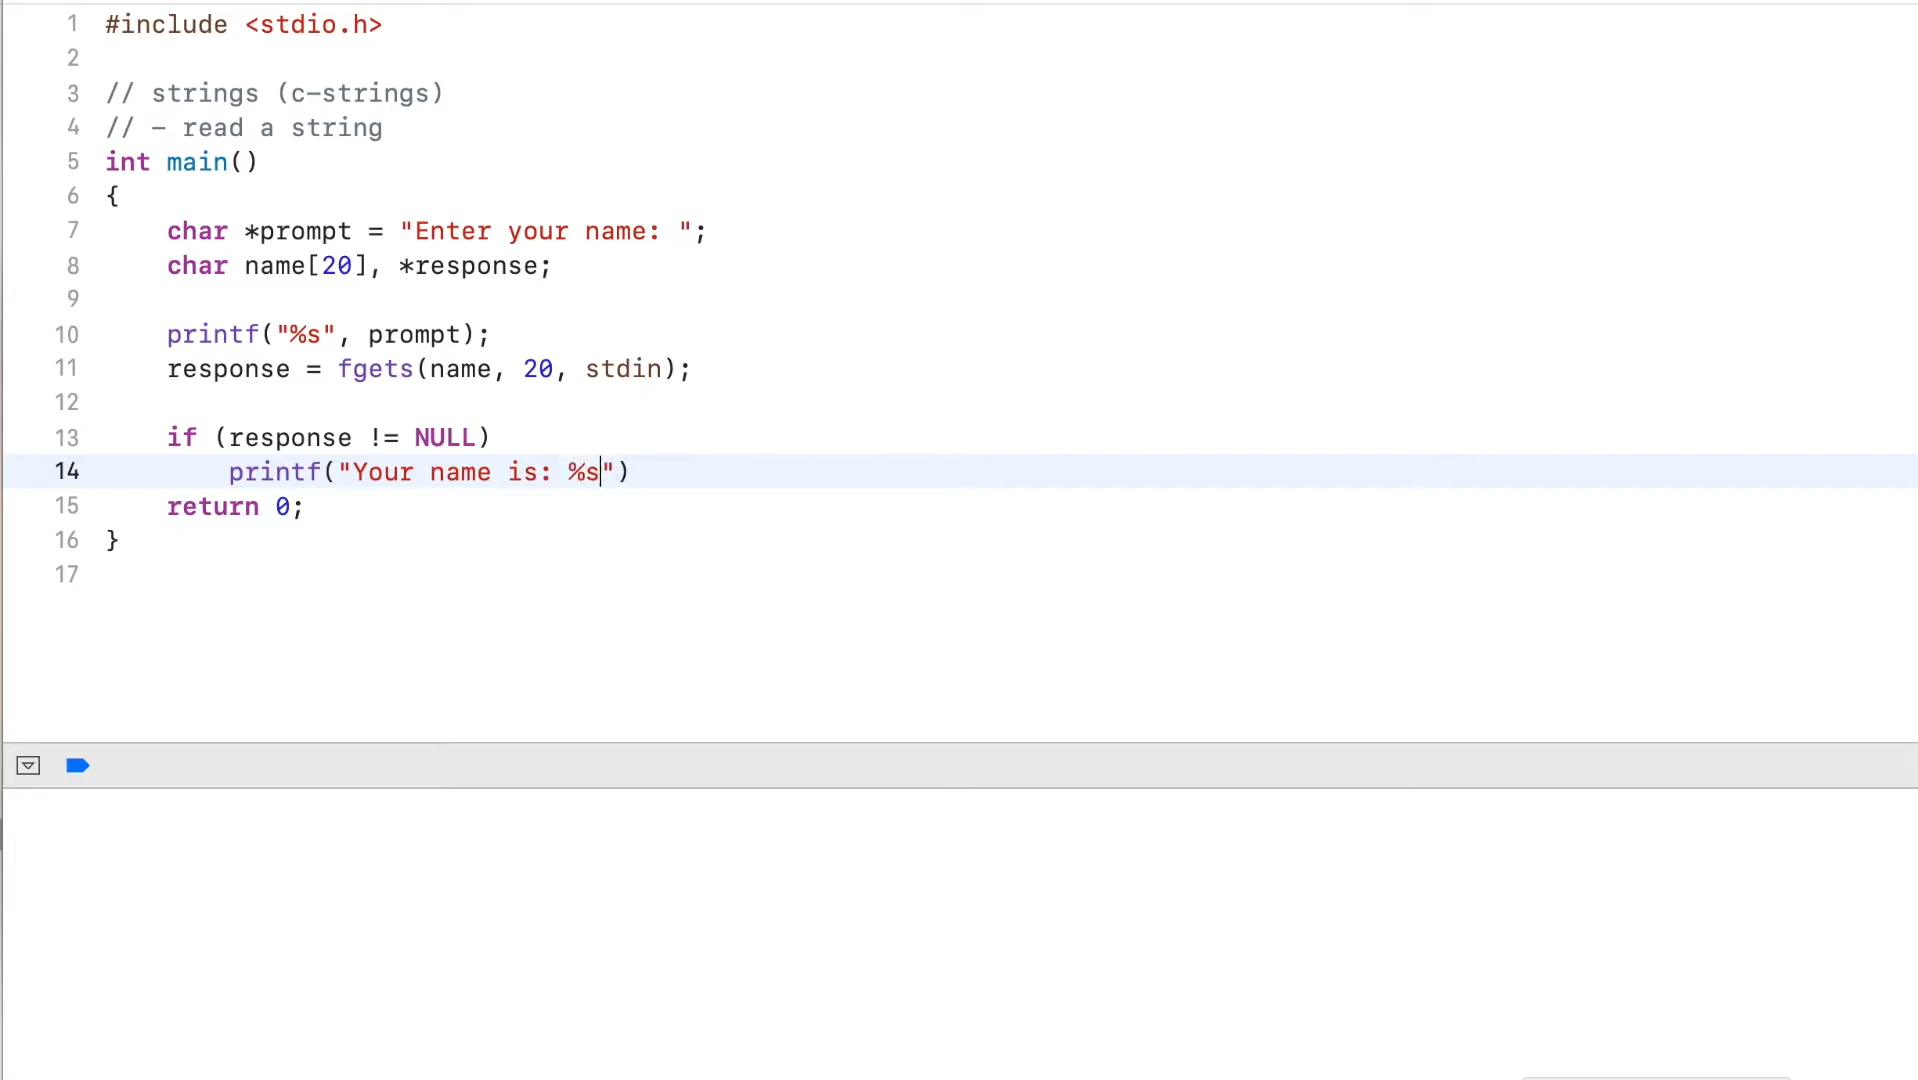 1 #include <stdio.h>
2
3 // strings (c-strings)
4 // - read a string
5 int main()
6 {
7     char *prompt = "Enter your name: ";
8     char name[20], *response;
9
10     printf("%s", prompt);
11     response = fgets(name, 20, stdin);
12
13     if (response != NULL)
14         printf("Your name is: %s")
15     return 0;
16 }
17